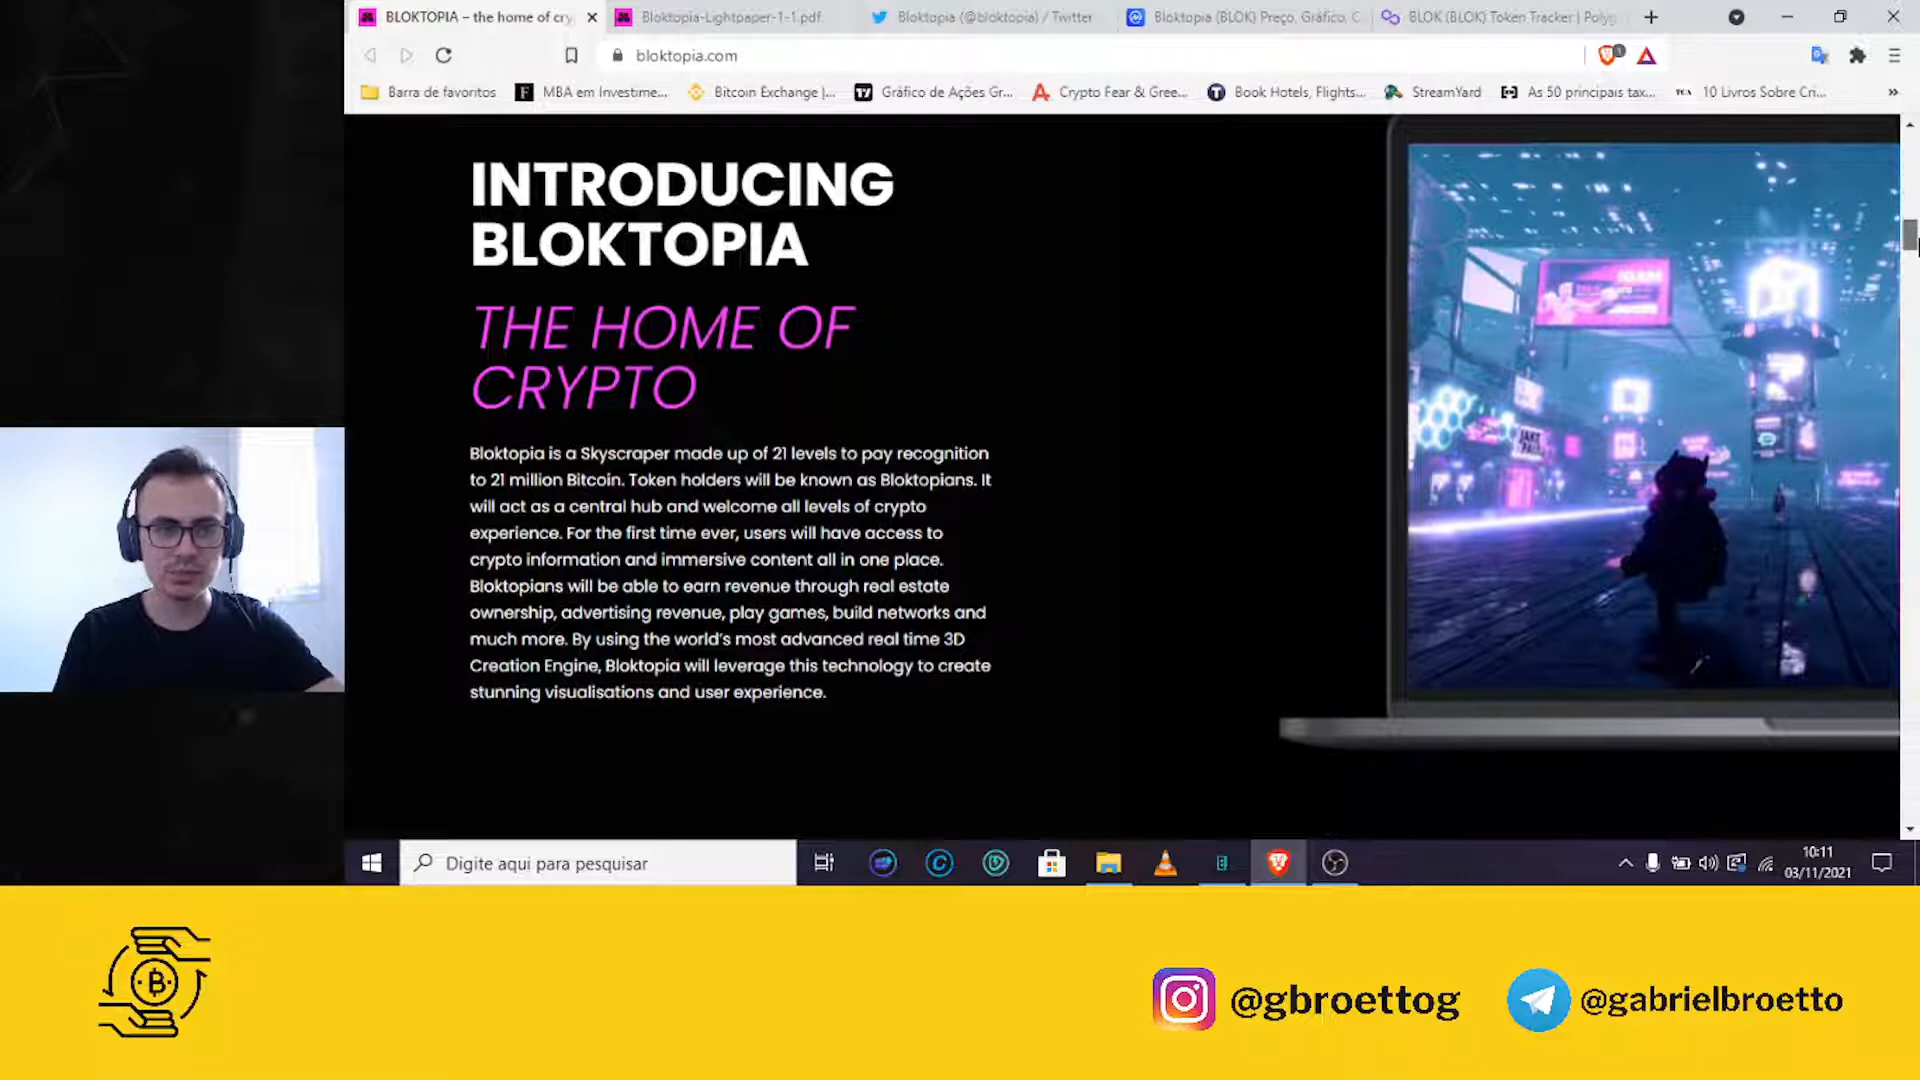 BLOKTOPIA – the home of cry
Bloktopia-Lightpaper-1-1.pdf
Bloktopia (@bloktopia) / Twitter
Bloktopia (BLOK) Preço, Gráfico, C
BLOK (BLOK) Token Tracker | Polyg
bloktopia.com
Barra de favoritos
MBA em Investime...
Bitcoin Exchange |...
Gráfico de Ações Gr...
Crypto Fear & Gree...
Book Hotels, Flights...
StreamYard
As 50 principais tax...
10 Livros Sobre Cri...
INTRODUCING
BLOKTOPIA
THE HOME OF
CRYPTO
Bloktopia is a Skyscraper made up of 21 levels to pay recognition
to 21 million Bitcoin. Token holders will be known as Bloktopians. It
will act as a central hub and welcome all levels of crypto
experience. For the first time ever, users will have access to
crypto information and immersive content all in one place.
Bloktopians will be able to earn revenue through real estate
ownership, advertising revenue, play games, build networks and
much more. By using the world's most advanced real time 3D
Creation Engine, Bloktopia will leverage this technology to create
stunning visualisations and user experience.
JAKE
PAUL
Digite aqui para pesquisar
10:11
03/11/2021
@gbroettog
@gabrielbroetto